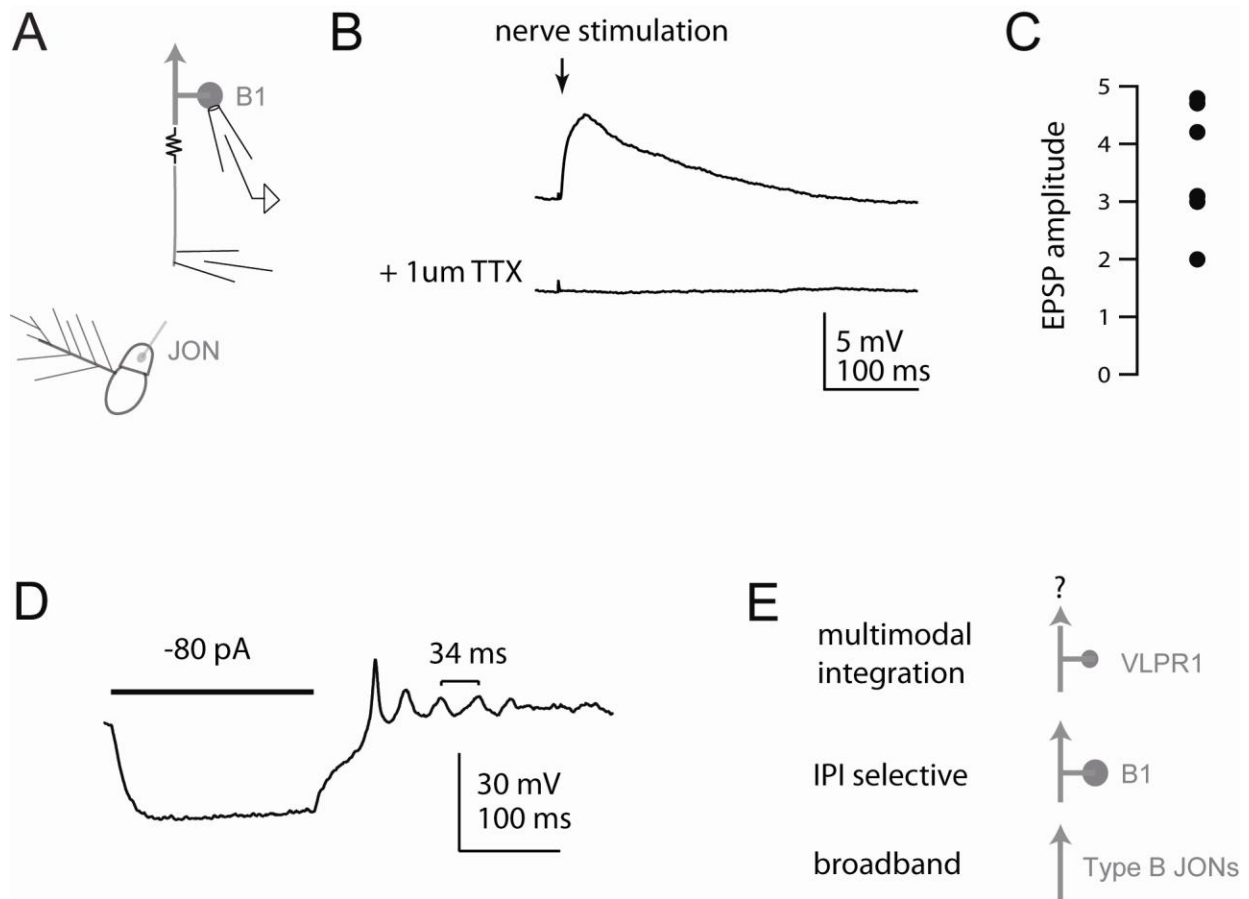 A
B1
JON
B
nerve stimulation
+ 1um TTX
5 mV
100 ms
C
EPSP amplitude
5
4
3
2
1
0
D
-80 pA
34 ms
30 mV
100 ms
E
?
multimodal
integration
VLPR1
IPI selective
B1
broadband
Type B JONs